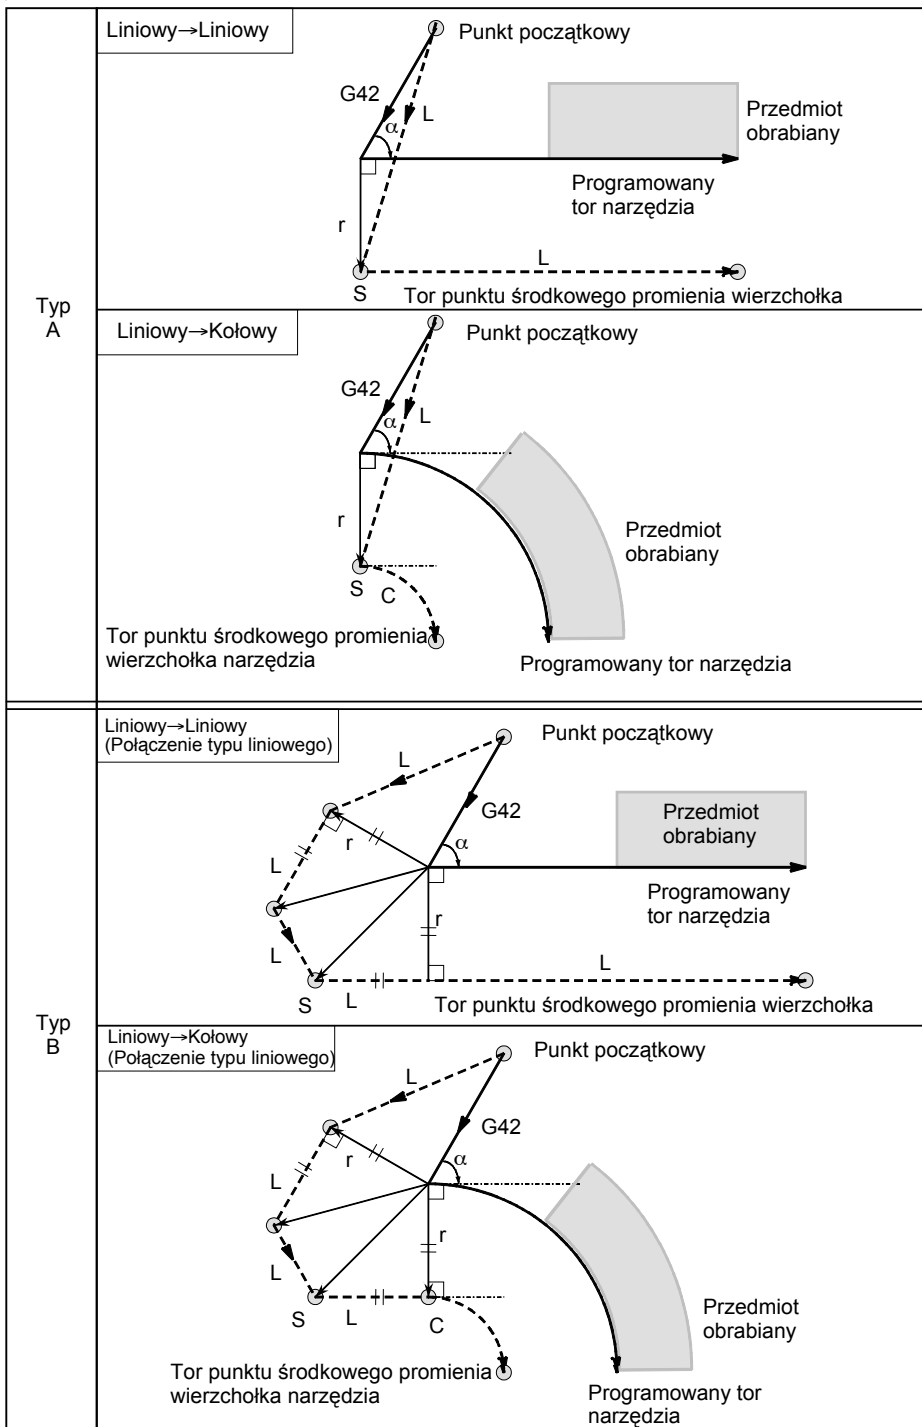 Typ
A
Liniowy→Liniowy
Punkt początkowy
G42
L
α
Przedmiot
obrabiany
Programowany
tor narzędzia
r
L
S
Tor punktu środkowego promienia wierzchołka
Liniowy→Kołowy
Punkt początkowy
G42
L
α
r
Przedmiot
obrabiany
S
C
Tor punktu środkowego promienia
wierzchołka narzędzia
Programowany tor narzędzia
Typ
B
Liniowy→Liniowy
(Połączenie typu liniowego)
Punkt początkowy
L
G42
Przedmiot
obrabiany
r
α
L
Programowany
tor narzędzia
r
L
L
S
L
Tor punktu środkowego promienia wierzchołka
Liniowy→Kołowy
(Połączenie typu liniowego)
Punkt początkowy
L
G42
r
α
L
r
L
S
L
C
Przedmiot
obrabiany
Tor punktu środkowego promienia
wierzchołka narzędzia
Programowany tor
narzędzia